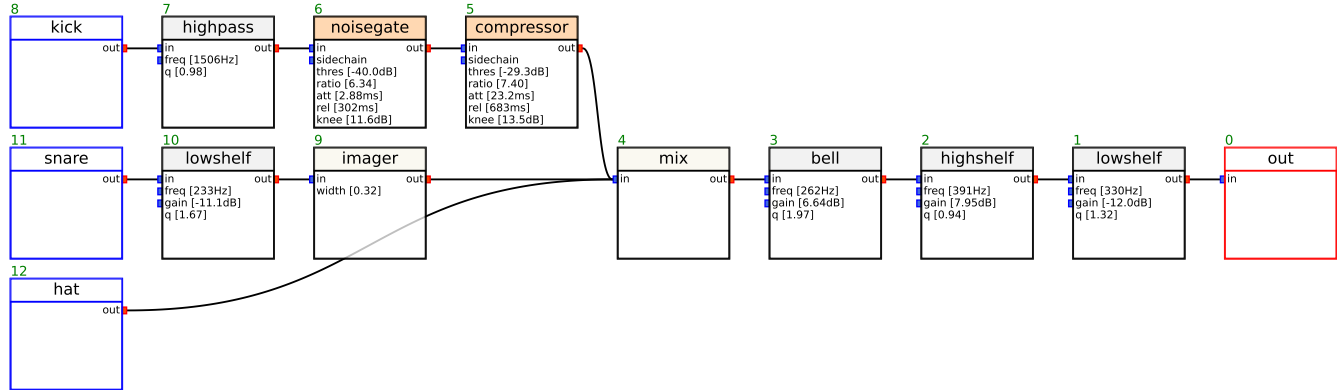 8
kick
out
7
highpass
in out
freq [1506Hz]
q [0.98]
6
noisegate
in out
sidechain
thres [-40.0dB]
ratio [6.34]
att [2.88ms]
rel [302ms]
knee [11.6dB]
5
compressor
in out
sidechain
thres [-29.3dB]
ratio [7.40]
att [23.2ms]
rel [683ms]
knee [13.5dB]
11
snare
out
10
lowshelf
in out
freq [233Hz]
gain [-11.1dB]
q [1.67]
9
imager
in out
width [0.32]
4
mix
in out
3
bell
in out
freq [262Hz]
gain [6.64dB]
q [1.97]
2
highshelf
in out
freq [391Hz]
gain [7.95dB]
q [0.94]
1
lowshelf
in out
freq [330Hz]
gain [-12.0dB]
q [1.32]
0
out
in
12
hat
out